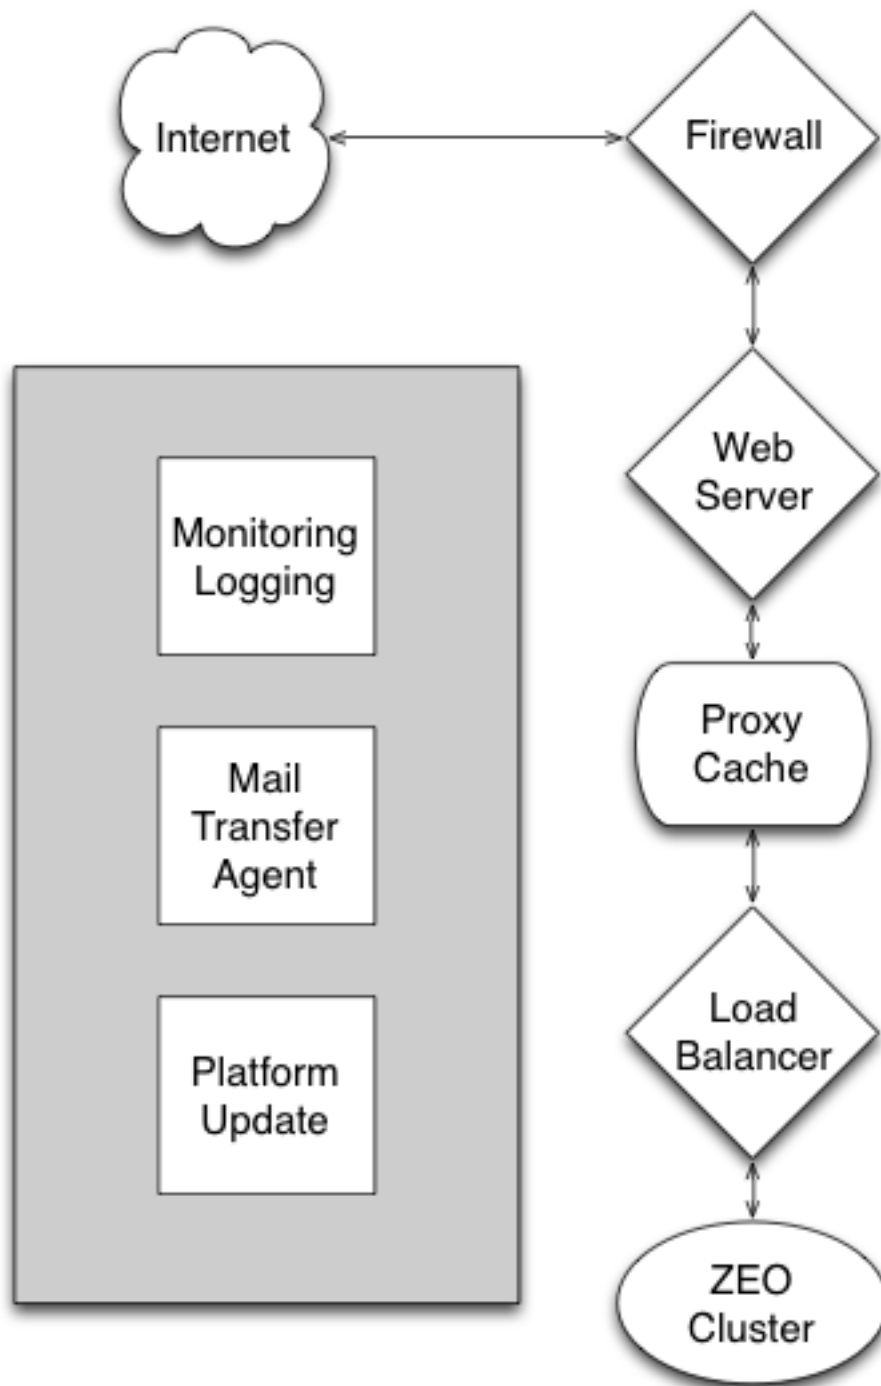 Internet
Firewall
Web
Server
Monitoring
Logging
Proxy
Cache
Mail
Transfer
Agent
Load
Balancer
Platform
Update
ZEO
Cluster